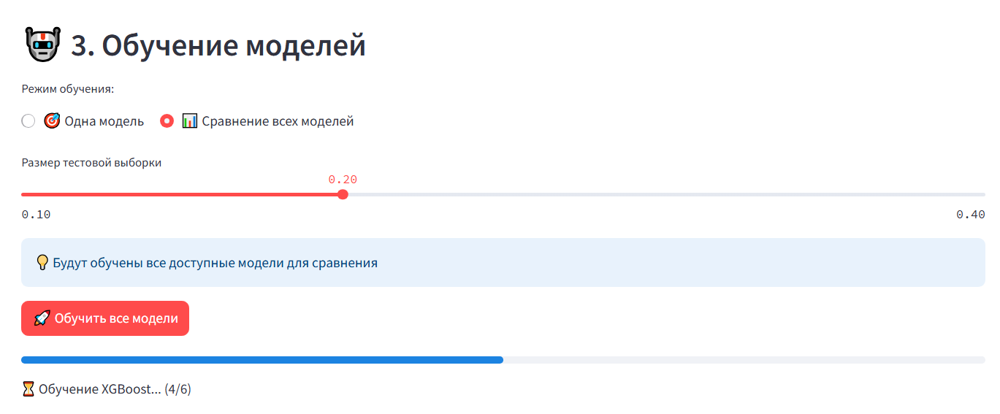 3. Обучение моделей
Режим обучения:
Одна модель Сравнение всех моделей
Размер тестовой выборки
0.20
0.10 0.40
Будут обучены все доступные модели для сравнения
Обучить все модели
Обучение XGBoost... (4/6)